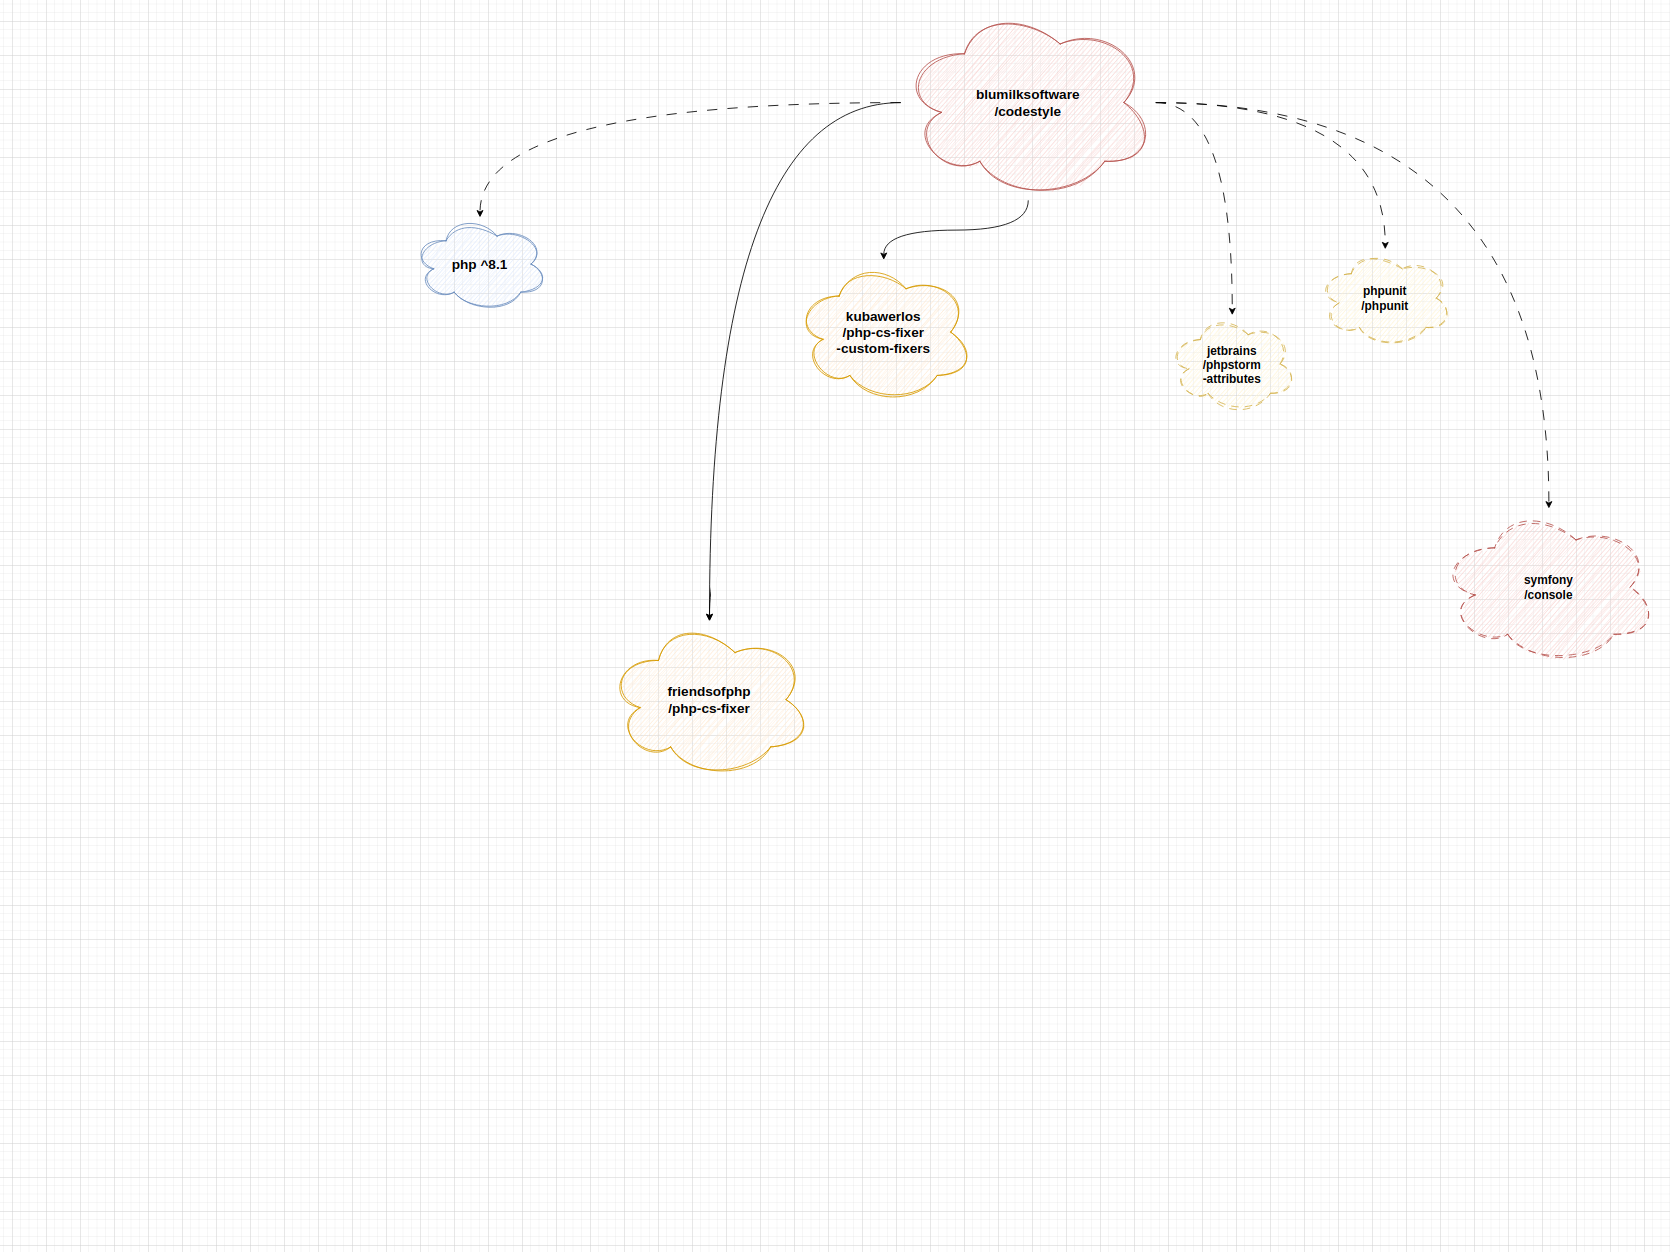 blumilksoftware
/codestyle
php ^8.1
kubawerlos
/php-cs-fixer
-custom-fixers
phpunit
/phpunit
jetbrains
/phpstorm
-attributes
symfony
/console
friendsofphp
/php-cs-fixer